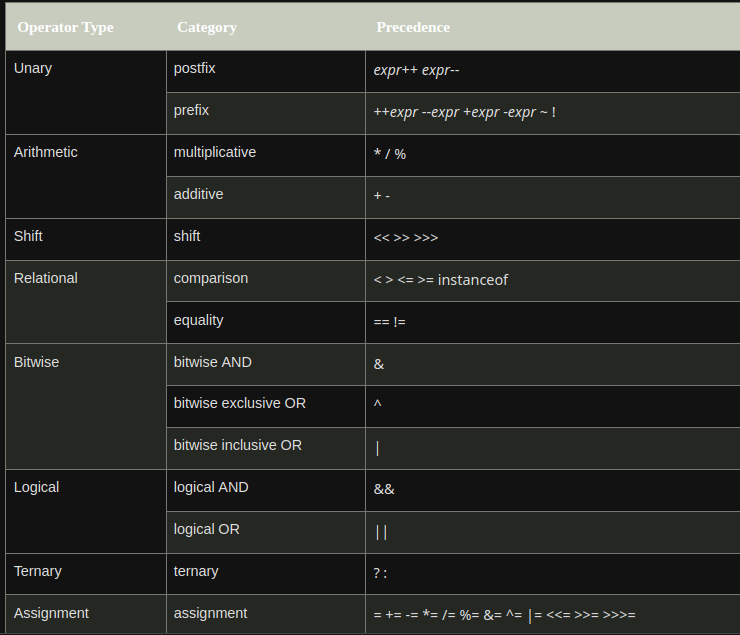 Operator Type Category Precedence
Unary postfix expr++ expr--
prefix ++expr --expr +expr -expr ~ !
Arithmetic multiplicative * / %
additive + -
Shift shift << >> >>>
Relational comparison < > <= >= instanceof
equality == !=
Bitwise bitwise AND &
bitwise exclusive OR ^
bitwise inclusive OR |
Logical logical AND &&
logical OR ||
Ternary ternary ? :
Assignment assignment = += -= *= /= %= &= ^= |= <<= >>= >>>=